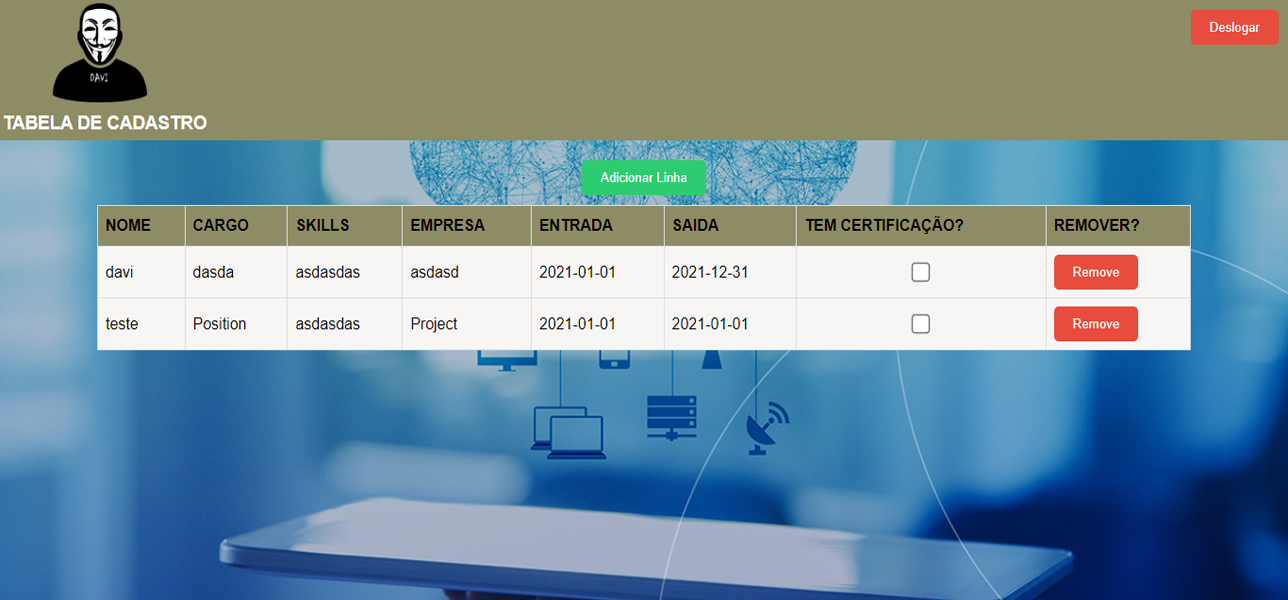 Deslogar
DAVI
TABELA DE CADASTRO
Adicionar Linha
NOME CARGO SKILLS EMPRESA ENTRADA SAIDA TEM CERTIFICAÇÃO? REMOVER?
davi dasda asdasdas asdasd 2021-01-01 2021-12-31 Remove
teste Position asdasdas Project 2021-01-01 2021-01-01 Remove